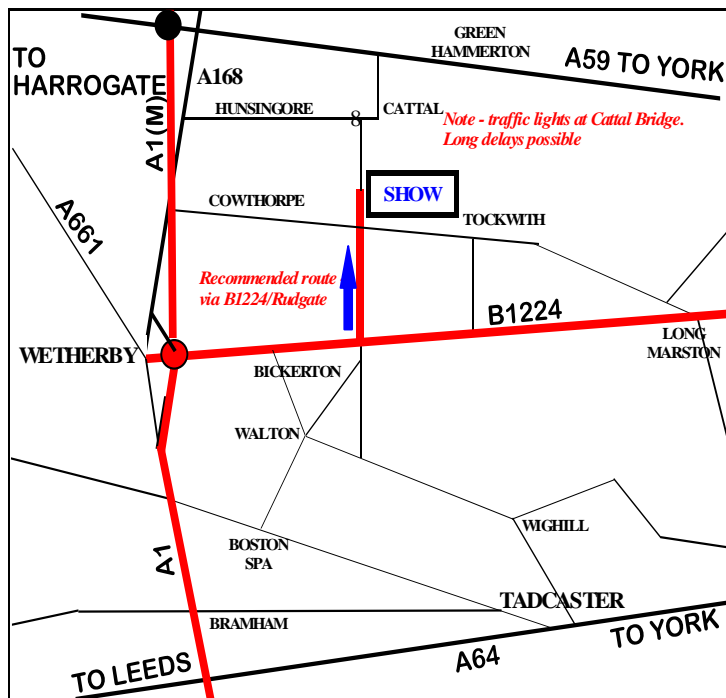 GREEN
HAMMERTON
TO
HARROGATE
A59 TO YORK
A168
HUNSINGORE
CATTAL
8
Note - traffic lights at Cattal Bridge.
Long delays possible
A1(M)
SHOW
COWTHORPE
TOCKWITH
A661
Recommended route
via B1224/Rudgate
B1224
WETHERBY
LONG
MARSTON
BICKERTON
WALTON
WIGHILL
BOSTON
SPA
A1
TADCASTER
BRAMHAM
TO YORK
A64
TO LEEDS